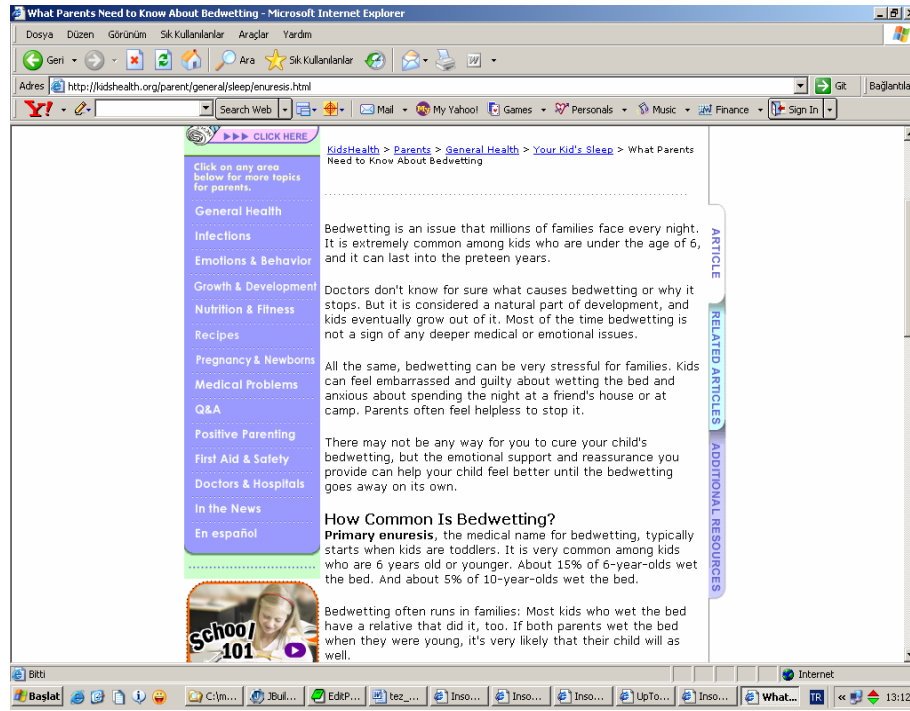 What Parents Need to Know About Bedwetting - Microsoft Internet Explorer
Dosya Düzen Görünüm Sık Kullanılanlar Araçlar Yardım
Geri Ara Sık Kullanılanlar
Adres http://kidshealth.org/parent/general/sleep/enuresis.html Git Bağlantıla
Y! Search Web Mail My Yahoo! Games Personals Music Finance Sign In
CLICK HERE
Click on any area
below for more topics
for parents.
General Health
Infections
Emotions & Behavior
Growth & Development
Nutrition & Fitness
Recipes
Pregnancy & Newborns
Medical Problems
Q&A
Positive Parenting
First Aid & Safety
Doctors & Hospitals
In the News
En español
School
101
KidsHealth > Parents > General Health > Your Kid's Sleep > What Parents
Need to Know About Bedwetting
Bedwetting is an issue that millions of families face every night.
It is extremely common among kids who are under the age of 6,
and it can last into the preteen years.
Doctors don't know for sure what causes bedwetting or why it
stops. But it is considered a natural part of development, and
kids eventually grow out of it. Most of the time bedwetting is
not a sign of any deeper medical or emotional issues.
All the same, bedwetting can be very stressful for families. Kids
can feel embarrassed and guilty about wetting the bed and
anxious about spending the night at a friend's house or at
camp. Parents often feel helpless to stop it.
There may not be any way for you to cure your child's
bedwetting, but the emotional support and reassurance you
provide can help your child feel better until the bedwetting
goes away on its own.
How Common Is Bedwetting?
Primary enuresis, the medical name for bedwetting, typically
starts when kids are toddlers. It is very common among kids
who are 6 years old or younger. About 15% of 6-year-olds wet
the bed. And about 5% of 10-year-olds wet the bed.
Bedwetting often runs in families: Most kids who wet the bed
have a relative that did it, too. If both parents wet the bed
when they were young, it's very likely that their child will as
well.
ARTICLE
RELATED ARTICLES
ADDITIONAL RESOURCES
Bitti Internet
Başlat C:\m... JBuil... EditP... tez_... Inso... Inso... Inso... UpTo... Inso... What... TR 13:12